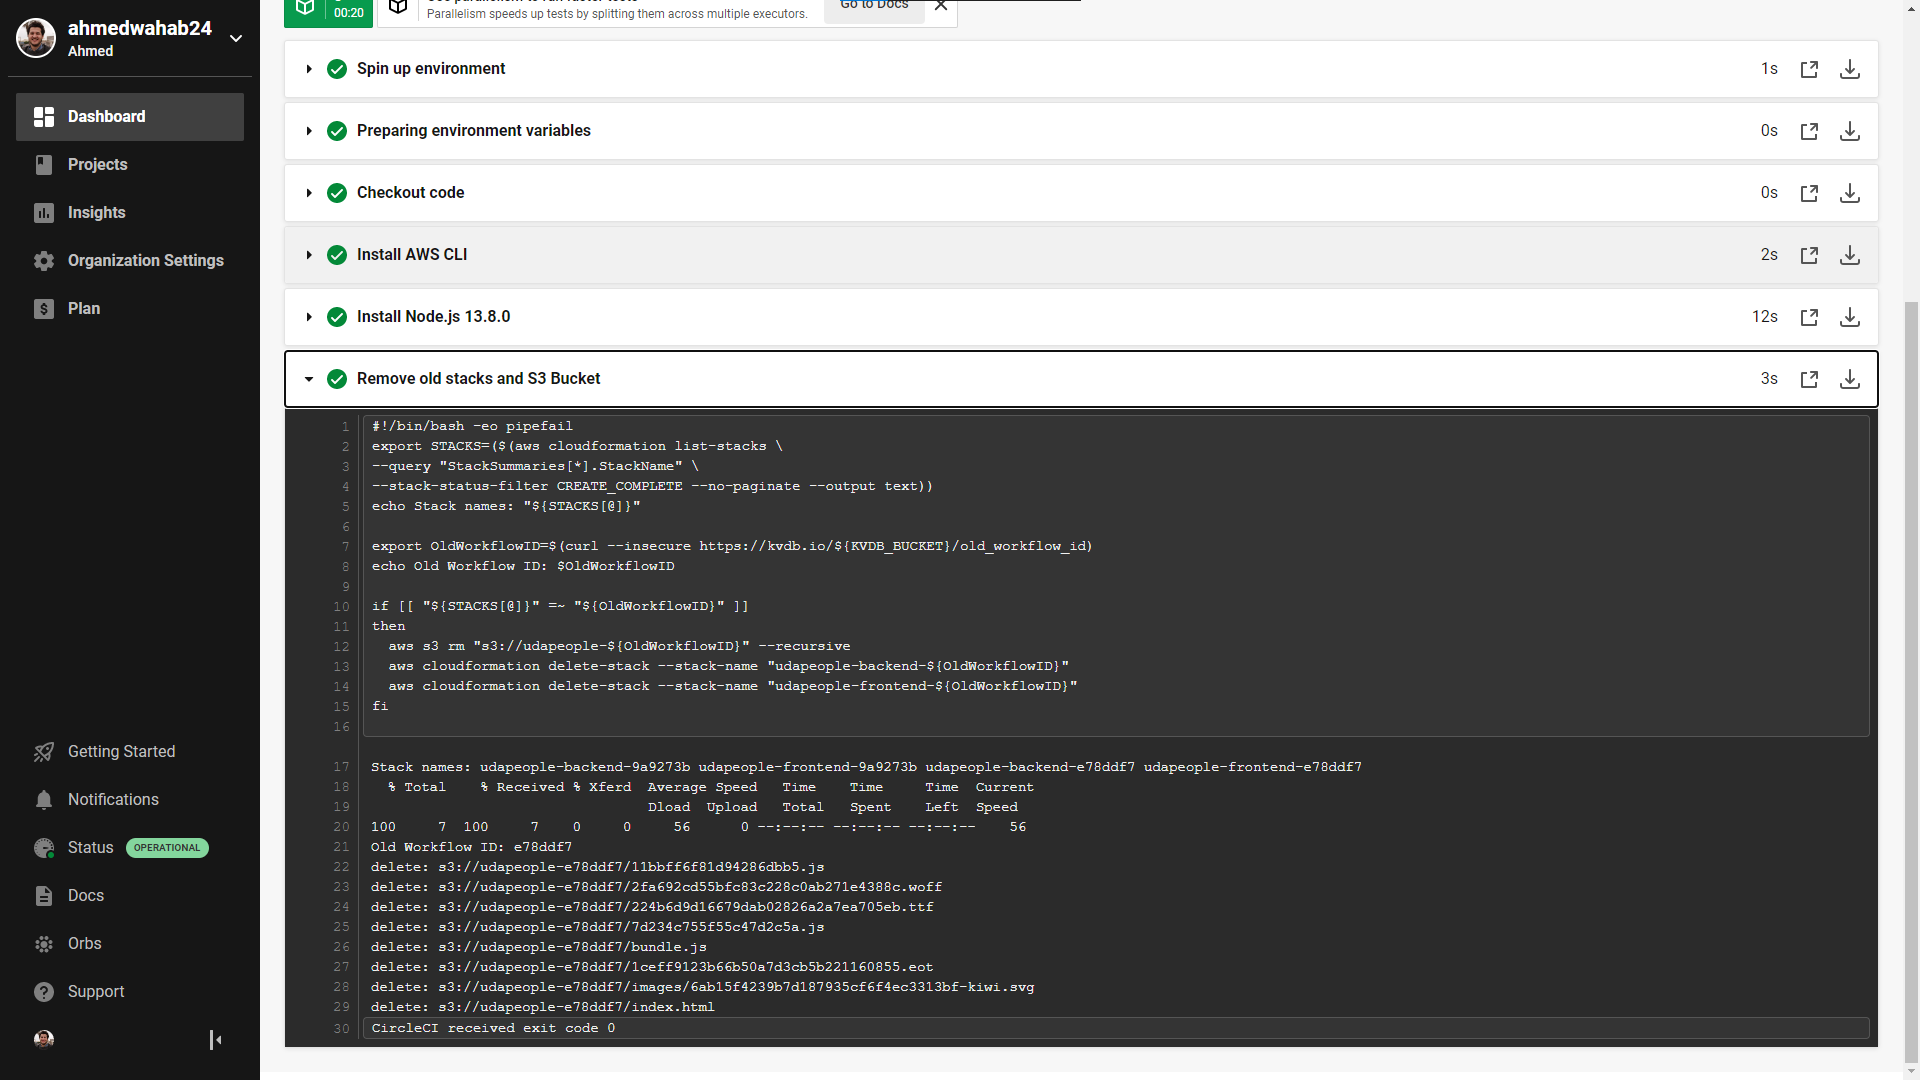 ahmedwahab24
Ahmed
Dashboard
Projects
Insights
Organization Settings
Plan
Getting Started
Notifications
Status OPERATIONAL
Docs
Orbs
Support
00:20
Parallelism speeds up tests by splitting them across multiple executors.
Go to Docs
Spin up environment 1s
Preparing environment variables 0s
Checkout code 0s
Install AWS CLI 2s
Install Node.js 13.8.0 12s
Remove old stacks and S3 Bucket 3s
1 #!/bin/bash -eo pipefail
2 export STACKS=($(aws cloudformation list-stacks \
3 --query "StackSummaries[*].StackName" \
4 --stack-status-filter CREATE_COMPLETE --no-paginate --output text))
5 echo Stack names: "${STACKS[@]}"
6
7 export OldWorkflowID=$(curl --insecure https://kvdb.io/${KVDB_BUCKET}/old_workflow_id)
8 echo Old Workflow ID: $OldWorkflowID
9
10 if [[ "${STACKS[@]}" =~ "${OldWorkflowID}" ]]
11 then
12 aws s3 rm "s3://udapeople-${OldWorkflowID}" --recursive
13 aws cloudformation delete-stack --stack-name "udapeople-backend-${OldWorkflowID}"
14 aws cloudformation delete-stack --stack-name "udapeople-frontend-${OldWorkflowID}"
15 fi
16
17 Stack names: udapeople-backend-9a9273b udapeople-frontend-9a9273b udapeople-backend-e78ddf7 udapeople-frontend-e78ddf7
18 % Total % Received % Xferd Average Speed Time Time Time Current
19 Dload Upload Total Spent Left Speed
20 100 7 100 7 0 0 56 0 --:--:-- --:--:-- --:--:-- 56
21 Old Workflow ID: e78ddf7
22 delete: s3://udapeople-e78ddf7/11bbff6f81d94286dbb5.js
23 delete: s3://udapeople-e78ddf7/2fa692cd55bfc83c228c0ab271e4388c.woff
24 delete: s3://udapeople-e78ddf7/224b6d9d16679dab02826a2a7ea705eb.ttf
25 delete: s3://udapeople-e78ddf7/7d234c755f55c47d2c5a.js
26 delete: s3://udapeople-e78ddf7/bundle.js
27 delete: s3://udapeople-e78ddf7/1ceff9123b66b50a7d3cb5b221160855.eot
28 delete: s3://udapeople-e78ddf7/images/6ab15f4239b7d187935cf6f4ec3313bf-kiwi.svg
29 delete: s3://udapeople-e78ddf7/index.html
30 CircleCI received exit code 0